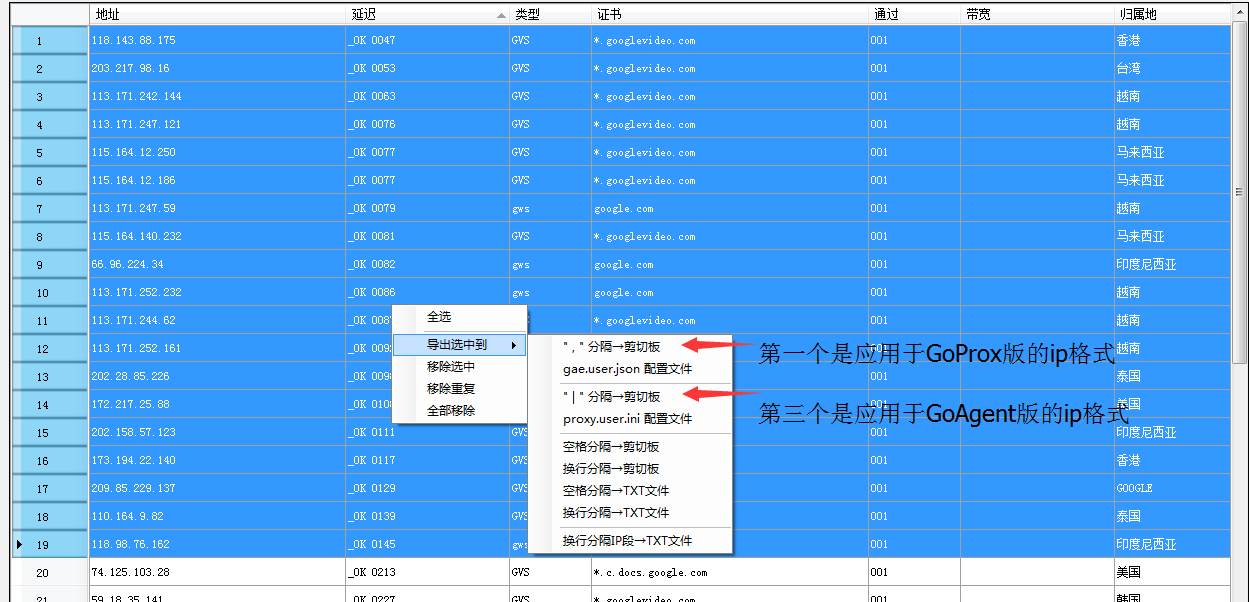 地址 延迟 类型 证书 通过 带宽 归属地
1 118.143.88.175 _OK 0047 GVS *.googlevideo.com 001 香港
2 203.217.98.16 _OK 0053 GVS *.googlevideo.com 001 台湾
3 113.171.242.144 _OK 0063 GVS *.googlevideo.com 001 越南
4 113.171.247.121 _OK 0076 GVS *.googlevideo.com 001 越南
5 115.164.12.250 _OK 0077 GVS *.googlevideo.com 001 马来西亚
6 115.164.12.186 _OK 0077 GVS *.googlevideo.com 001 马来西亚
7 113.171.247.59 _OK 0079 gws google.com 001 越南
8 115.164.140.232 _OK 0081 GVS *.googlevideo.com 001 马来西亚
9 66.96.224.34 _OK 0082 gws google.com 001 印度尼西亚
10 113.171.252.232 _OK 0086 gws google.com 001 越南
11 113.171.244.62 _OK 008 *.googlevideo.com 001 越南
12 113.171.252.161 _OK 009 越南
13 202.28.85.226 _OK 009 001 泰国
14 172.217.25.88 _OK 010 美国
15 202.158.57.123 _OK 0111 GVS 001 印度尼西亚
16 173.194.22.140 _OK 0117 GVS 001 香港
17 209.85.229.137 _OK 0129 GVS 001 GOOGLE
18 110.164.9.82 _OK 0139 GVS 001 泰国
19 118.98.76.162 _OK 0145 gws 001 印度尼西亚
20 74.125.103.28 _OK 0213 GVS *.c.docs.google.com 001 美国
21 59.18.35.141 _OK 0227 GVS *.googlevideo.com 001 韩国
全选
导出选中到
移除选中
移除重复
全部移除
" , " 分隔→剪切板
gae.user.json 配置文件
" | " 分隔→剪切板
proxy.user.ini 配置文件
空格分隔→剪切板
换行分隔→剪切板
空格分隔→TXT文件
换行分隔→TXT文件
换行分隔IP段→TXT文件
第一个是应用于GoProx版的ip格式
第三个是应用于GoAgent版的ip格式